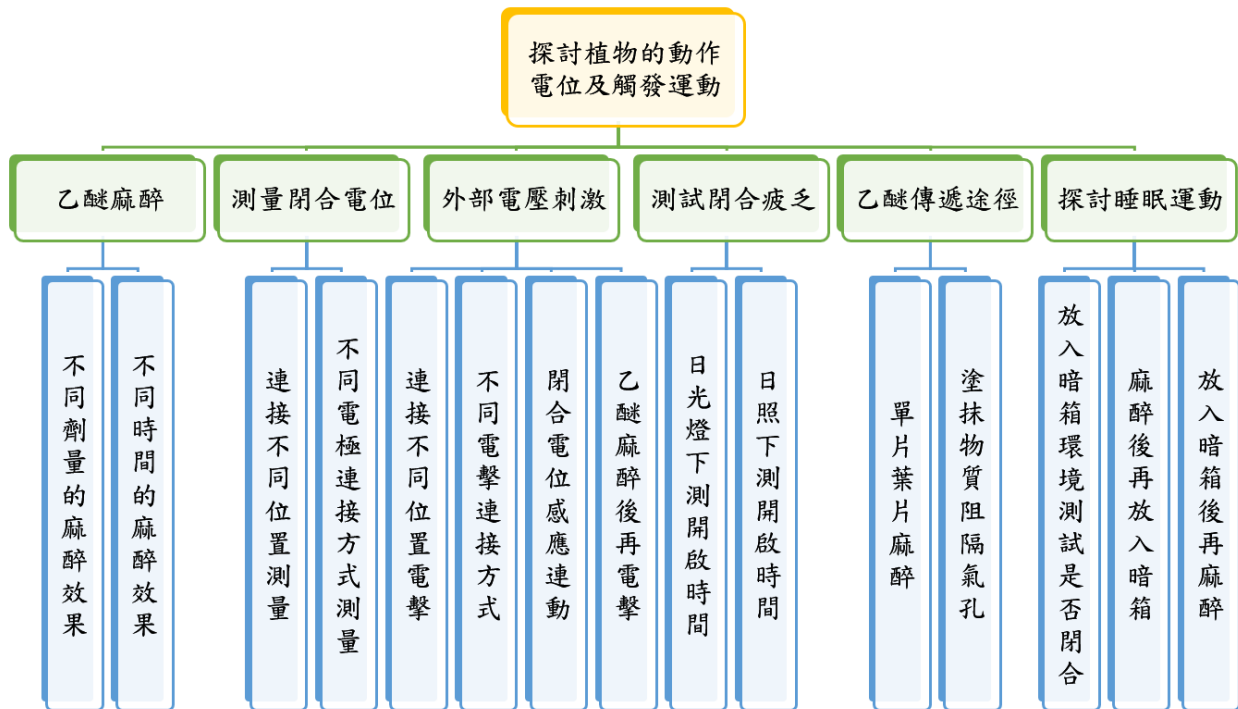 探討植物的動作
電位及觸發運動
乙醚麻醉
測量閉合電位
外部電壓刺激
測試閉合疲乏
乙醚傳遞途徑
探討睡眠運動
不同劑量的麻醉效果
不同時間的麻醉效果
連接不同位置測量
不同電極連接方式測量
連接不同位置電擊
不同電擊連接方式
閉合電位感應連動
乙醚麻醉後再電擊
日光燈下測開啟時間
日照下測開啟時間
單片葉片麻醉
塗抹物質阻隔氣孔
放入暗箱環境測試是否閉合
麻醉後再放入暗箱
放入暗箱後再麻醉